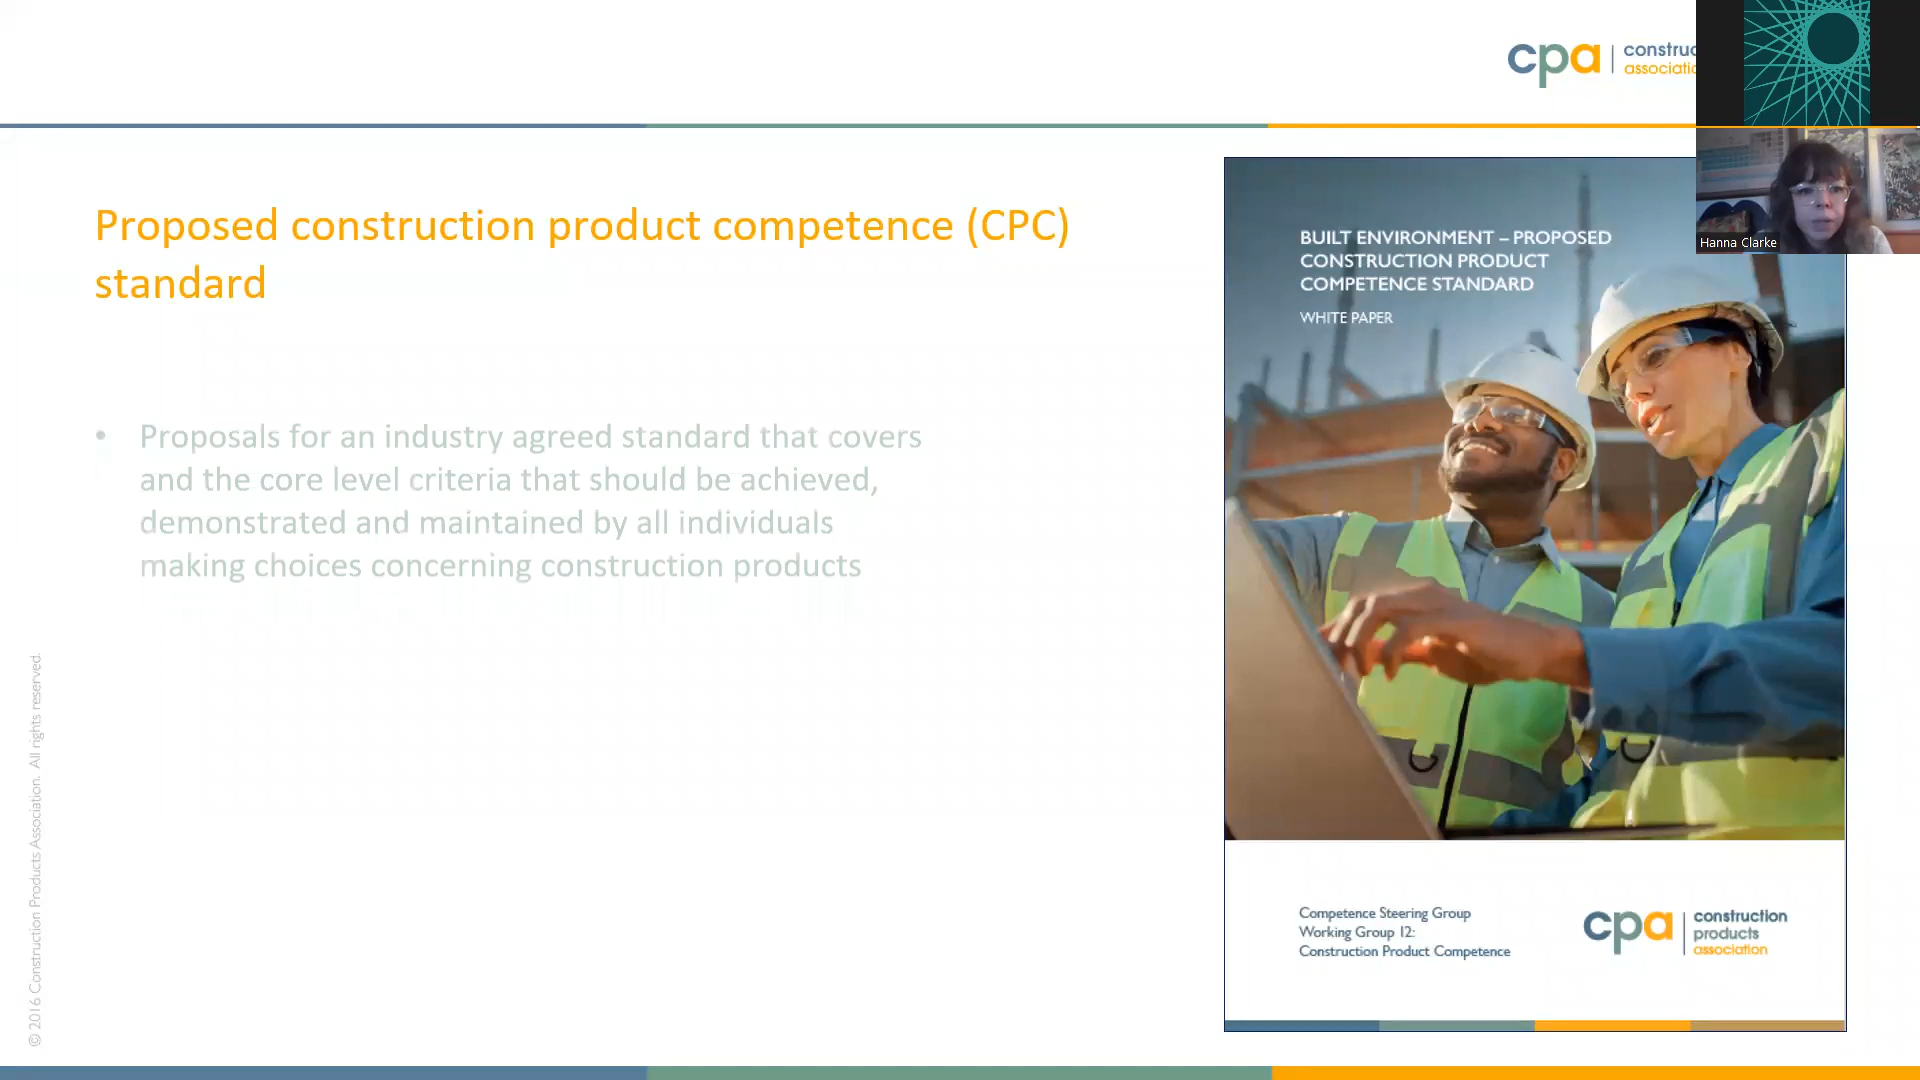 cpa
construc
associatio
Hanna Clarke
Proposed construction product competence (CPC)
standard
• Proposals for an industry agreed standard that covers
and the core level criteria that should be achieved,
demonstrated and maintained by all individuals
making choices concerning construction products
BUILT ENVIRONMENT – PROPOSED
CONSTRUCTION PRODUCT
COMPETENCE STANDARD
WHITE PAPER
Competence Steering Group
Working Group 12:
Construction Product Competence
cpa
construction
products
association
© 2016 Construction Products Association. All rights reserved.